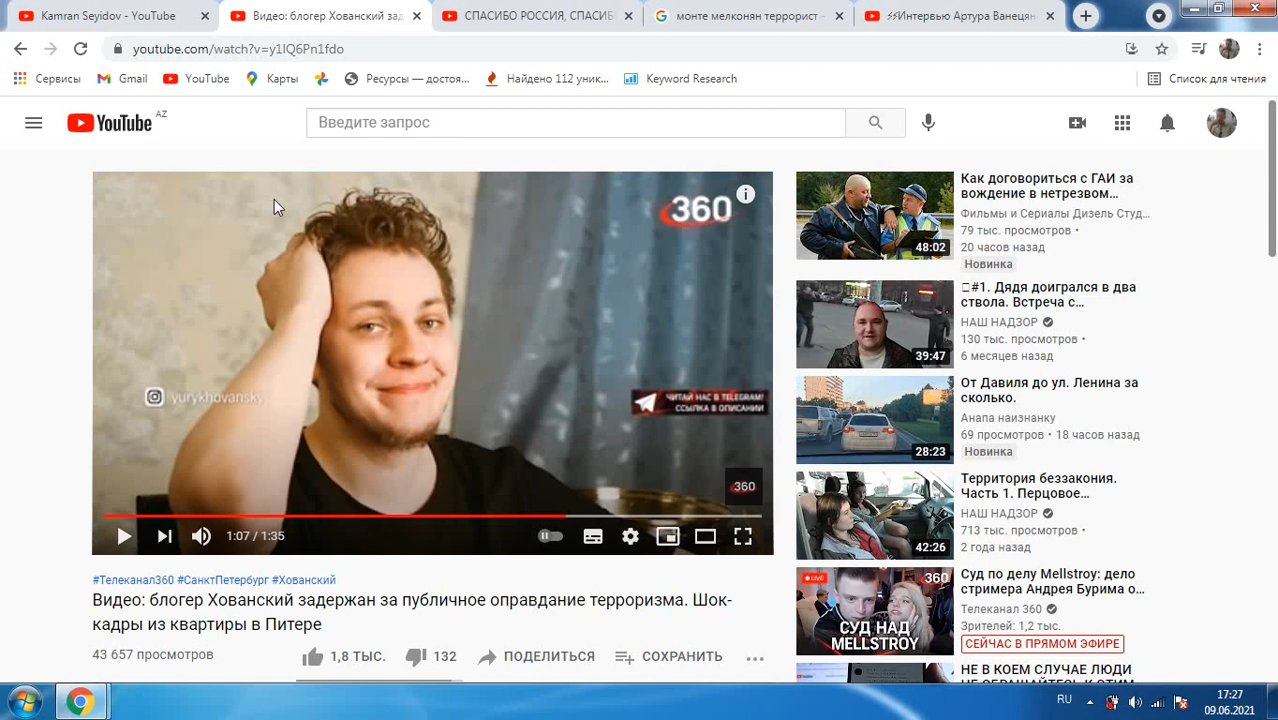 Kamran Seyidov - YouTube
Видео: блогер Хованский зад
СПАСИБО РОССИЯ,СПАСИБ
монте мелконян террорист -
⚡⚡Интервью Артура Ванецян
youtube.com/watch?v=y1IQ6Pn1fdo
Сервисы
Gmail
YouTube
Карты
Ресурсы — достоя...
Найдено 112 уник...
Keyword Research
Список для чтения
YouTube AZ
Введите запрос
360
yurykhovansky
ЧИТАЙ НАС В TELEGRAM!
ССЫЛКА В ОПИСАНИИ
360
1:07 / 1:35
#Телеканал360 #СанктПетербург #Хованский
Видео: блогер Хованский задержан за публичное оправдание терроризма. Шок-
кадры из квартиры в Питере
43 657 просмотров
1,8 ТЫС.
132
ПОДЕЛИТЬСЯ
СОХРАНИТЬ
48:02
Как договориться с ГАИ за
вождение в нетрезвом...
Фильмы и Сериалы Дизель Студ...
79 тыс. просмотров •
20 часов назад
Новинка
39:47
#1. Дядя доигрался в два
ствола. Встреча с...
НАШ НАДЗОР
130 тыс. просмотров •
6 месяцев назад
28:23
От Давиля до ул. Ленина за
сколько.
Анапа наизнанку
69 просмотров • 18 часов назад
Новинка
42:26
Территория беззакония.
Часть 1. Перцовое...
НАШ НАДЗОР
713 тыс. просмотров •
2 года назад
LIVE
360
СУД НАД
MELLSTROY
Суд по делу Mellstroy: дело
стримера Андрея Бурима о...
Телеканал 360
Зрителей: 1,2 тыс.
СЕЙЧАС В ПРЯМОМ ЭФИРЕ
НЕ В КОЕМ СЛУЧАЕ ЛЮДИ
RU
17:27
09.06.2021